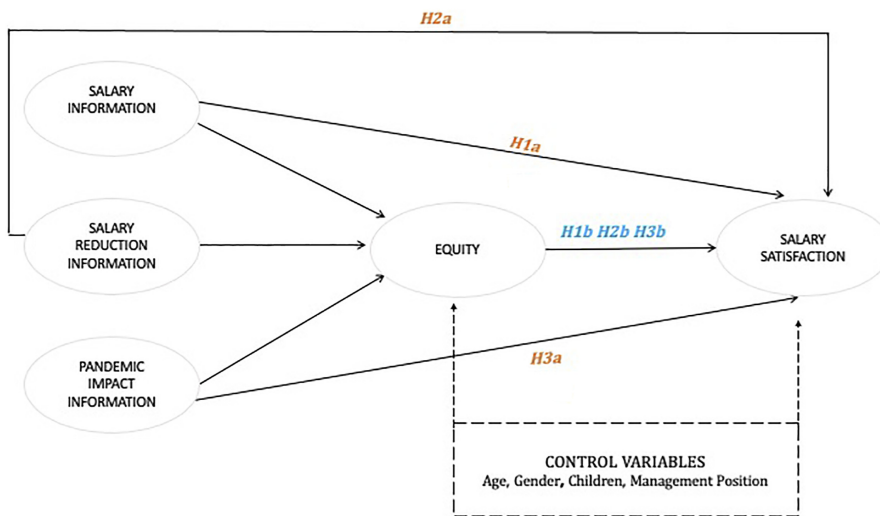 H2a
SALARY
INFORMATION
H1a
SALARY
REDUCTION
INFORMATION
EQUITY
H1b H2b H3b
SALARY
SATISFACTION
PANDEMIC
IMPACT
INFORMATION
H3a
CONTROL VARIABLES
Age, Gender, Children, Management Position